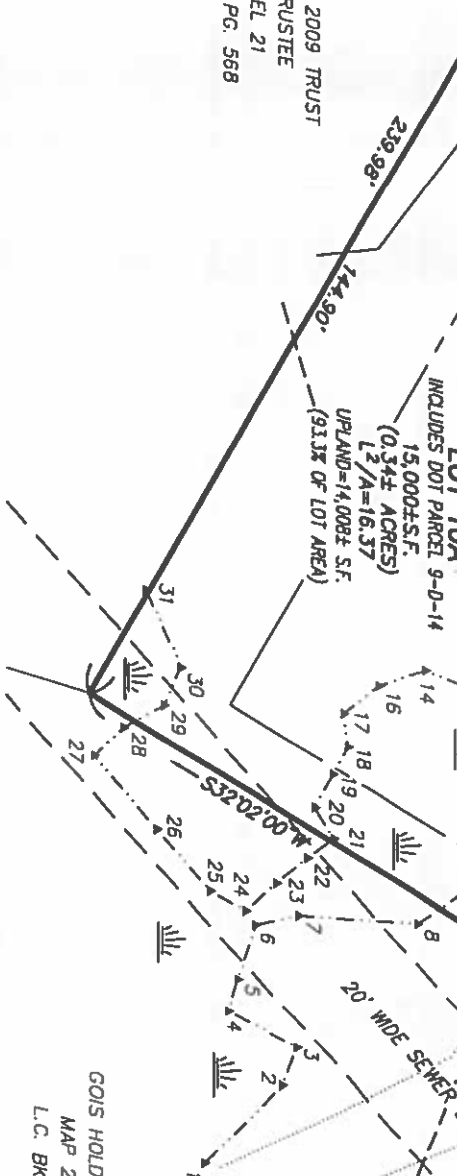 2009 TRUST
RUSTEE
EL 21
PG. 568
239.98'
144.90'
LOT 10A
INCLUDES DOT PARCEL 9-D-14
15,000± S.F.
(0.34± ACRES)
L²/A=16.37
UPLAND=14,008± S.F.
(93.3% OF LOT AREA)
31
30
29
28
27
26
25
24
23
22
21
20
19
18
17
16
14
8
7
6
5
4
3
2
S32°02'00"W
20' WIDE SEWER
GOIS HOLD
MAP 2
L.C. BK